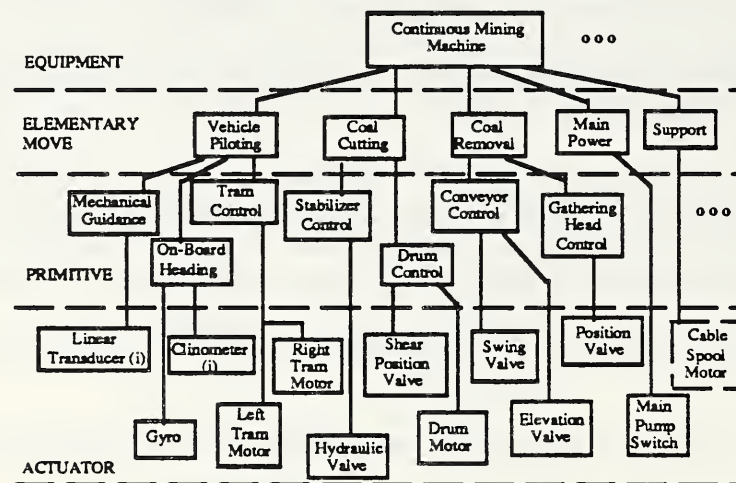 Continuous Mining
Machine
o o o
EQUIPMENT
ELEMENTARY
MOVE
Vehicle
Piloting
Coal
Cutting
Coal
Removal
Main
Power
Support
Mechanical
Guidance
Tram
Control
Stabilizer
Control
Conveyor
Control
Gathering
Head
Control
o o o
On-Board
Heading
Drum
Control
PRIMITIVE
Linear
Transducer (i)
Clinometer
(i)
Right
Tram
Motor
Shear
Position
Valve
Swing
Valve
Position
Valve
Cable
Spool
Motor
Gyro
Left
Tram
Motor
Hydraulic
Valve
Drum
Motor
Elevation
Valve
Main
Pump
Switch
ACTUATOR